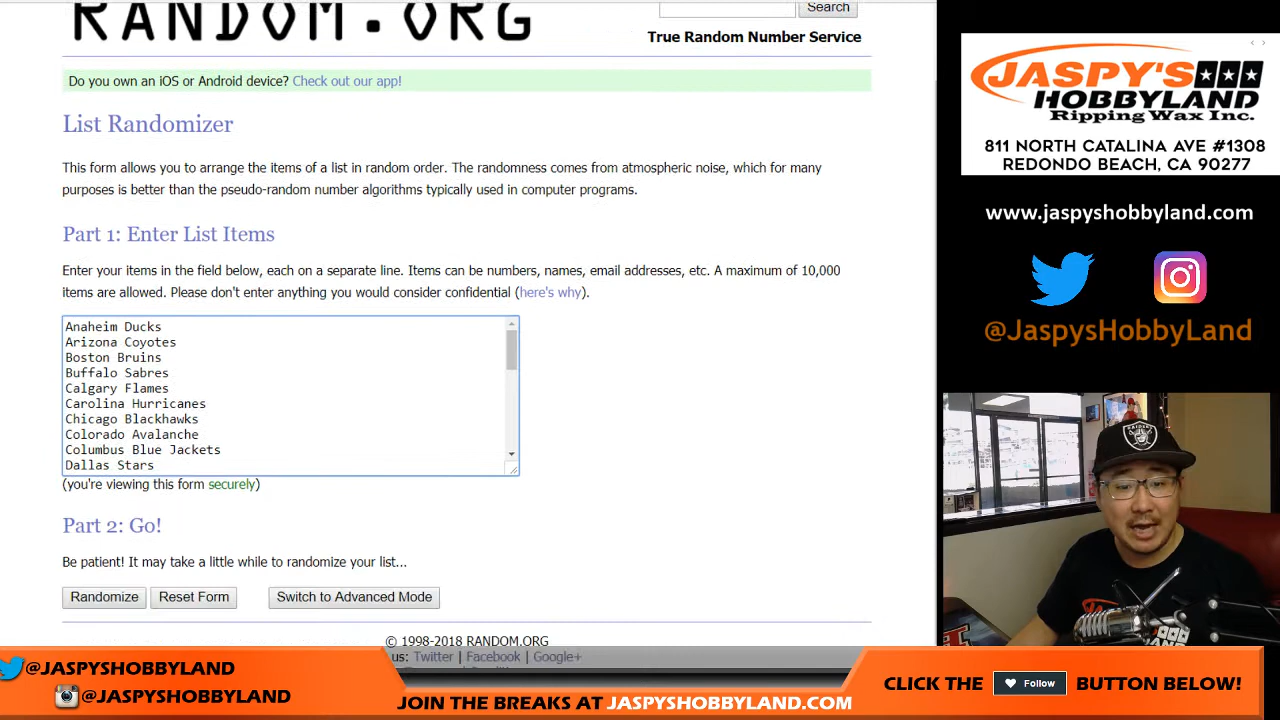 RANDOM.ORG
Search
True Random Number Service
Do you own an iOS or Android device? Check out our app!
List Randomizer
This form allows you to arrange the items of a list in random order. The randomness comes from atmospheric noise, which for many
purposes is better than the pseudo-random number algorithms typically used in computer programs.
Part 1: Enter List Items
Enter your items in the field below, each on a separate line. Items can be numbers, names, email addresses, etc. A maximum of 10,000
items are allowed. Please don't enter anything you would consider confidential (here's why).
Anaheim Ducks
Arizona Coyotes
Boston Bruins
Buffalo Sabres
Calgary Flames
Carolina Hurricanes
Chicago Blackhawks
Colorado Avalanche
Columbus Blue Jackets
Dallas Stars
(you're viewing this form securely)
Part 2: Go!
Be patient! It may take a little while to randomize your list...
Randomize
Reset Form
Switch to Advanced Mode
© 1998-2018 RANDOM.ORG
us: Twitter | Facebook | Google+
JASPY'S
HOBBYLAND
Ripping Wax Inc.
811 NORTH CATALINA AVE #1308
REDONDO BEACH, CA 90277
www.jaspyshobbyland.com
@JaspysHobbyLand
RAIDERS
@JASPYSHOBBYLAND
@JASPYSHOBBYLAND
JOIN THE BREAKS AT JASPYSHOBBYLAND.COM
CLICK THE Follow BUTTON BELOW!